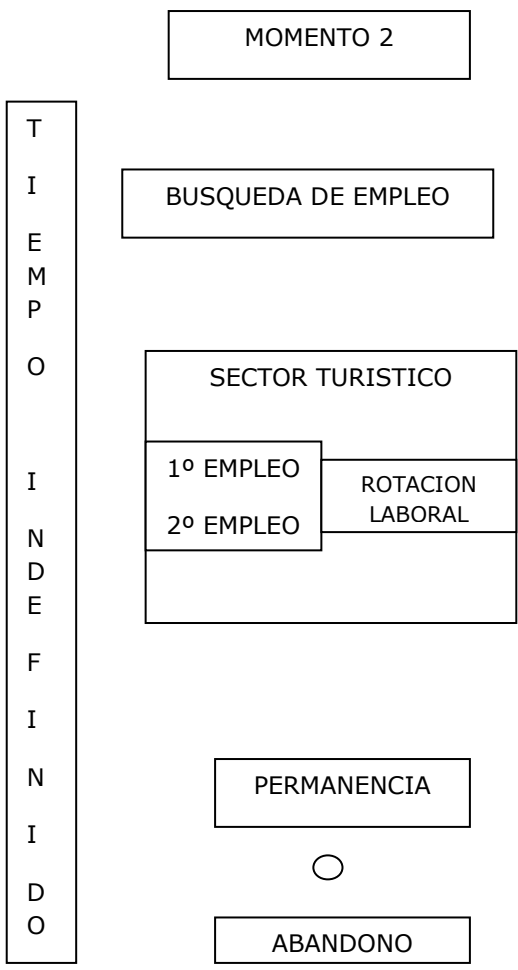 MOMENTO 2
T
I
E
M
P
O
I
N
D
E
F
I
N
I
D
O
BUSQUEDA DE EMPLEO
SECTOR TURISTICO
1º EMPLEO
2º EMPLEO
ROTACION
LABORAL
PERMANENCIA
ABANDONO